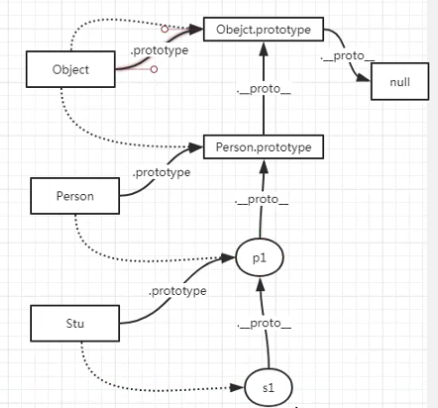 Obejct.prototype
.prototype
.__proto__
Object
null
.__proto__
Person.prototype
.prototype
Person
.__proto__
p1
.prototype
Stu
.__proto__
s1